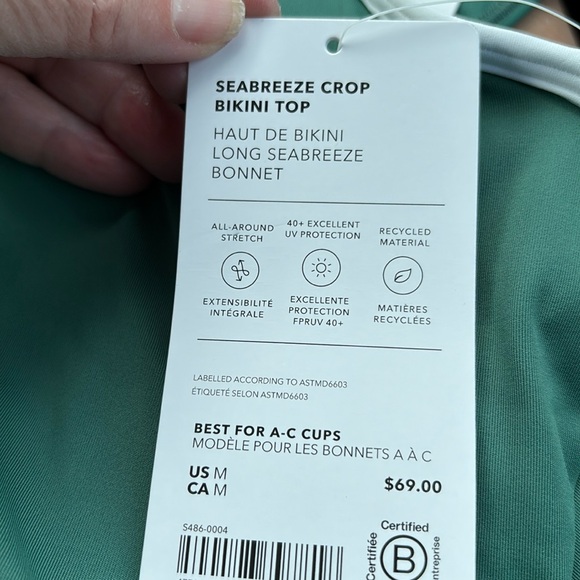 SEABREEZE CROP
BIKINI TOP
HAUT DE BIKINI
LONG SEABREEZE
BONNET
ALL-AROUND
STRETCH
40+ EXCELLENT
UV PROTECTION
RECYCLED
MATERIAL
EXTENSIBILITÉ
INTÉGRALE
EXCELLENTE
PROTECTION
FPRUV 40+
MATIÈRES
RECYCLÉES
LABELLED ACCORDING TO ASTMD6603
ÉTIQUETÉ SELON ASTMD6603
BEST FOR A-C CUPS
MODÈLE POUR LES BONNETS A À C
US M
CA M
$69.00
S486-0004
Certified
Certifiée
B
Entreprise